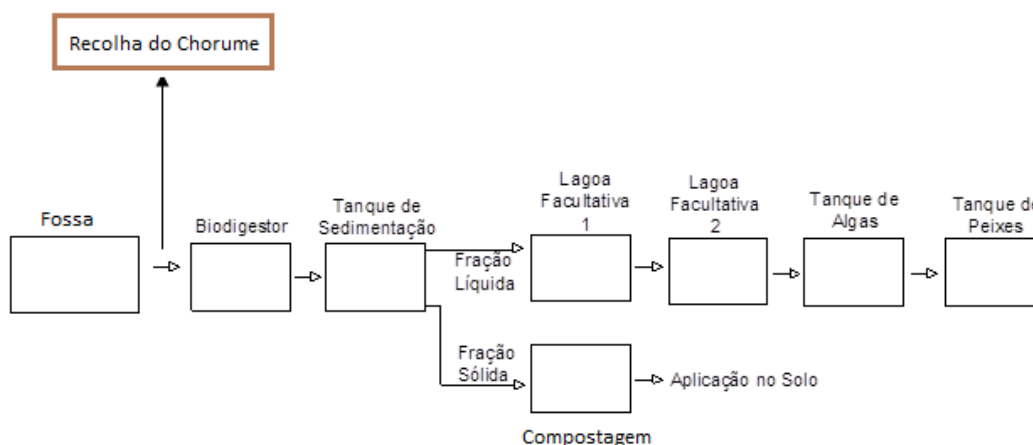 Recolha do Chorume
Fossa
Biodigestor
Tanque de
Sedimentação
Fração
Líquida
Lagoa
Facultativa
1
Lagoa
Facultativa
2
Tanque de
Algas
Tanque de
Peixes
Fração
Sólida
Aplicação no Solo
Compostagem